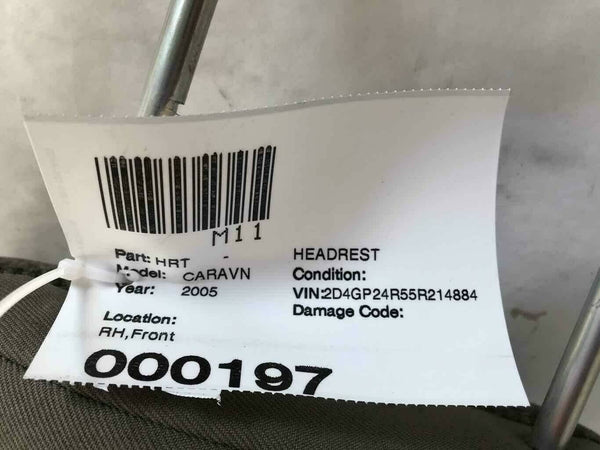 M11
Part: HRT - HEADREST
Model: CARAVN Condition:
Year: 2005 VIN:2D4GP24R55R214884
Location: Damage Code:
RH,Front
000197